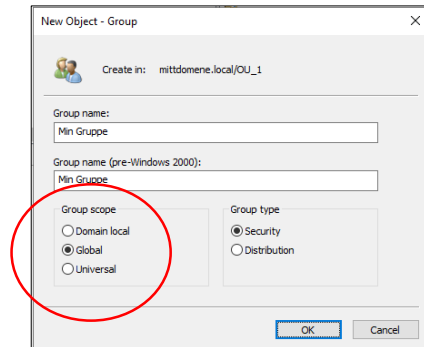 New Object - Group
Create in: mittdomene.local/OU_1
Group name:
Min Gruppe
Group name (pre-Windows 2000):
Min Gruppe
Group scope
Domain local
Global
Universal
Group type
Security
Distribution
OK
Cancel